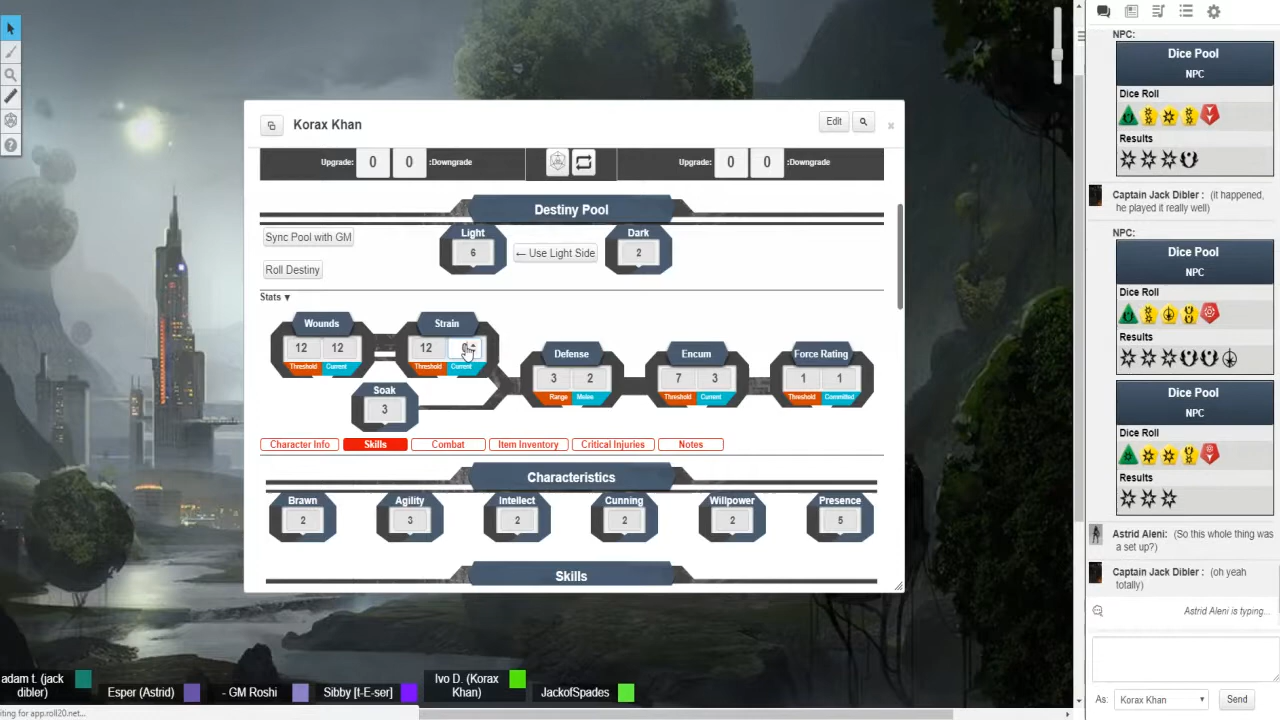 Korax Khan
Edit
Upgrade: 0 0 :Downgrade
Upgrade: 0 0 :Downgrade
Destiny Pool
Sync Pool with GM
Light
6
← Use Light Side
Dark
2
Roll Destiny
Stats ▾
Wounds
12 12
Threshold Current
Strain
12
Threshold Current
Soak
3
Defense
3 2
Range Melee
Encum
7 3
Threshold Current
Force Rating
1 1
Threshold Committed
Character Info Skills Combat Item Inventory Critical Injuries Notes
Characteristics
Brawn Agility Intellect Cunning Willpower Presence
2 3 2 2 2 5
Skills
adam t. (jack
dibler)
Esper (Astrid)
- GM Roshi
Sibby [t-E-ser]
Ivo D. (Korax
Khan)
JackofSpades
iting for app.roll20.net...
NPC:
Dice Pool
NPC
Dice Roll
Results
Captain Jack Dibler : (it happened,
he played it really well)
NPC:
Dice Pool
NPC
Dice Roll
Results
Dice Pool
NPC
Dice Roll
Results
Astrid Aleni: (So this whole thing was
a set up?)
Captain Jack Dibler : (oh yeah
totally)
Astrid Aleni is typing...
As: Korax Khan
Send